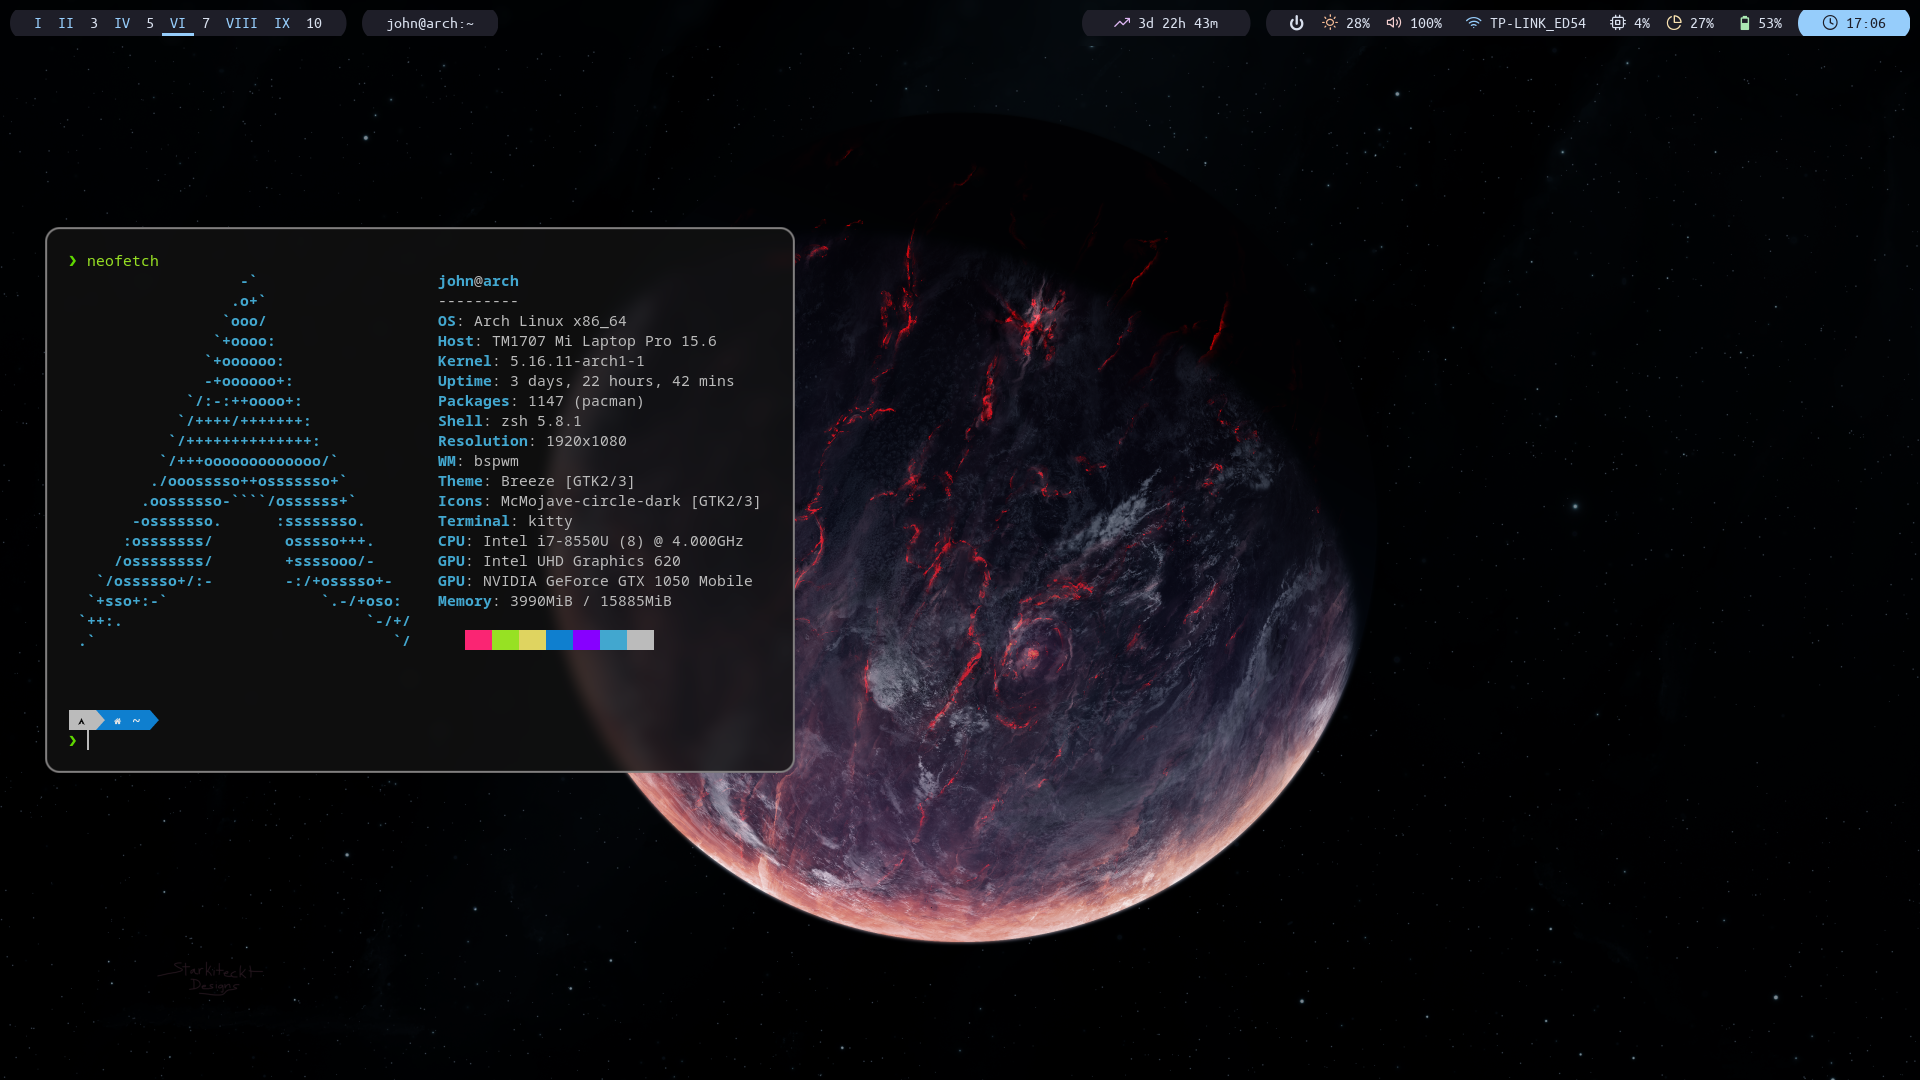 I II 3 IV 5 VI 7 VIII IX 10
john@arch:~
3d 22h 43m
28% 100% TP-LINK_ED54 4% 27% 53%
17:06
❯ neofetch
-`
.o+`
`ooo/
`+oooo:
`+oooooo:
-+oooooo+:
`/:-:++oooo+:
`/++++/+++++++:
`/++++++++++++++:
`/+++ooooooooooooo/`
./ooosssso++osssssso+`
.oossssso-````/ossssss+`
-osssssso. :ssssssso.
:osssssss/ osssso+++.
/ossssssss/ +ssssooo/-
`/ossssso+/:- -:/+osssso+-
`+sso+:-` `.-/+oso:
`++:. `-/+/
.` `/
john@arch
---------
OS: Arch Linux x86_64
Host: TM1707 Mi Laptop Pro 15.6
Kernel: 5.16.11-arch1-1
Uptime: 3 days, 22 hours, 42 mins
Packages: 1147 (pacman)
Shell: zsh 5.8.1
Resolution: 1920x1080
WM: bspwm
Theme: Breeze [GTK2/3]
Icons: McMojave-circle-dark [GTK2/3]
Terminal: kitty
CPU: Intel i7-8550U (8) @ 4.000GHz
GPU: Intel UHD Graphics 620
GPU: NVIDIA GeForce GTX 1050 Mobile
Memory: 3990MiB / 15885MiB
~
❯
Starkiteckt
Designs